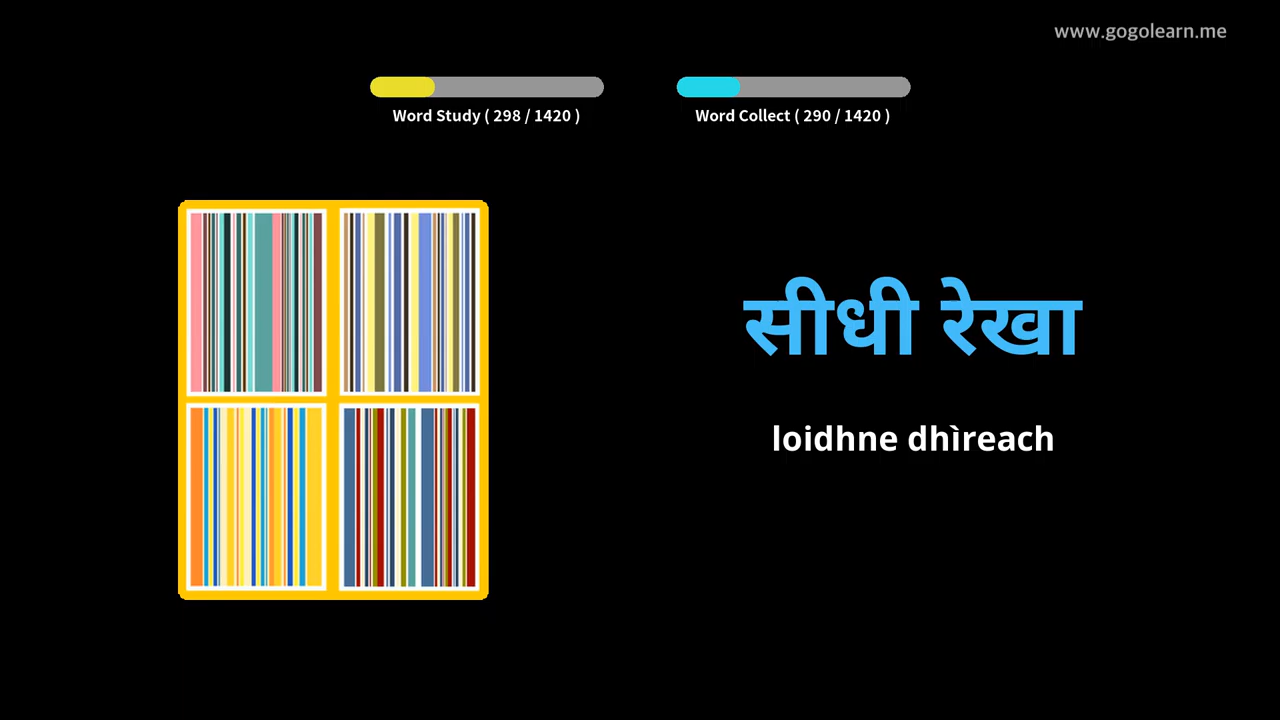 www.gogolearn.me
Word Study ( 298 / 1420 )
Word Collect ( 290 / 1420 )
सीधी रेखा
loidhne dhìreach